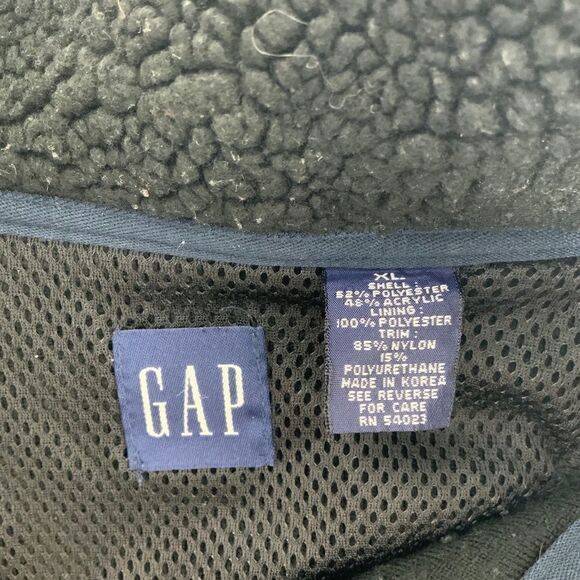 GAP
XL
SHELL:
52% POLYESTER
48% ACRYLIC
LINING:
100% POLYESTER
TRIM:
85% NYLON
15%
POLYURETHANE
MADE IN KOREA
SEE REVERSE
FOR CARE
RN 54023